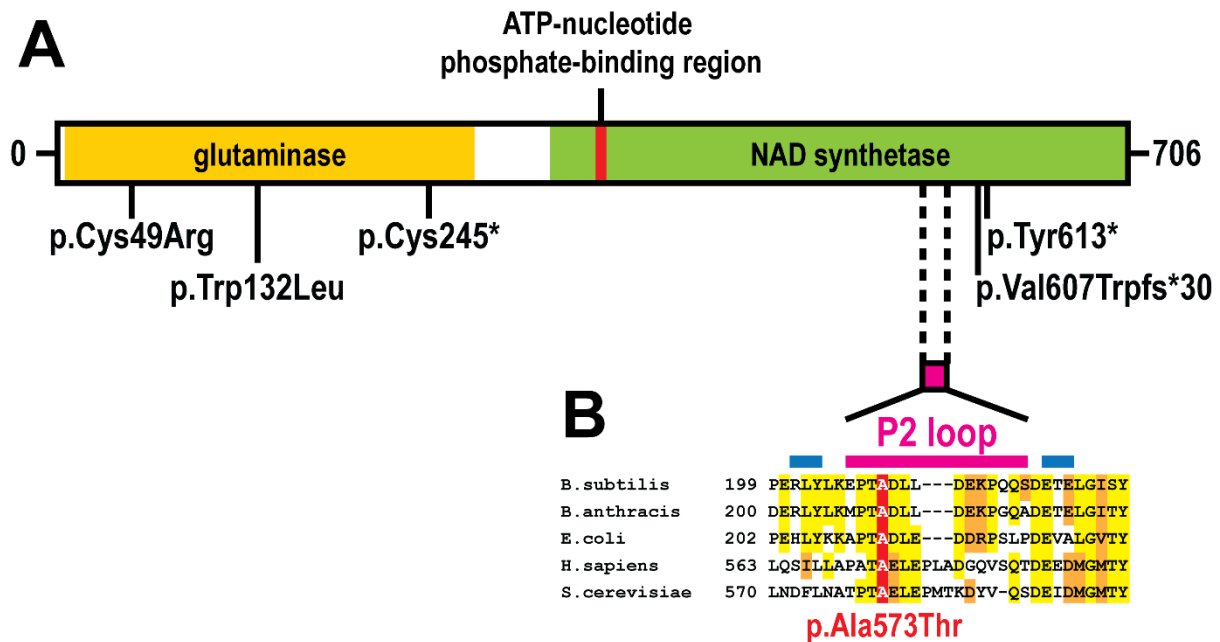 A
ATP-nucleotide
phosphate-binding region
0
glutaminase
NAD synthetase
706
p.Cys49Arg
p.Cys245*
p.Tyr613*
p.Trp132Leu
p.Val607Trpfs*30
B
P2 loop
B.subtilis 199 PERLYLKEPTADLL---DEKPQQSDETELGISY
B.anthracis 200 DERLYLKMPTADLL---DEKPGQADETELGITY
E.coli 202 PEHLYKKAPTADLE---DDRPSLPDEVALGVTY
H.sapiens 563 LQSILLAPATAELEPLADGQVSQTDEEDMGMTY
S.cerevisiae 570 LNDFLNATPTAELEPMTKDYV-QSDEIDMGMTY
p.Ala573Thr